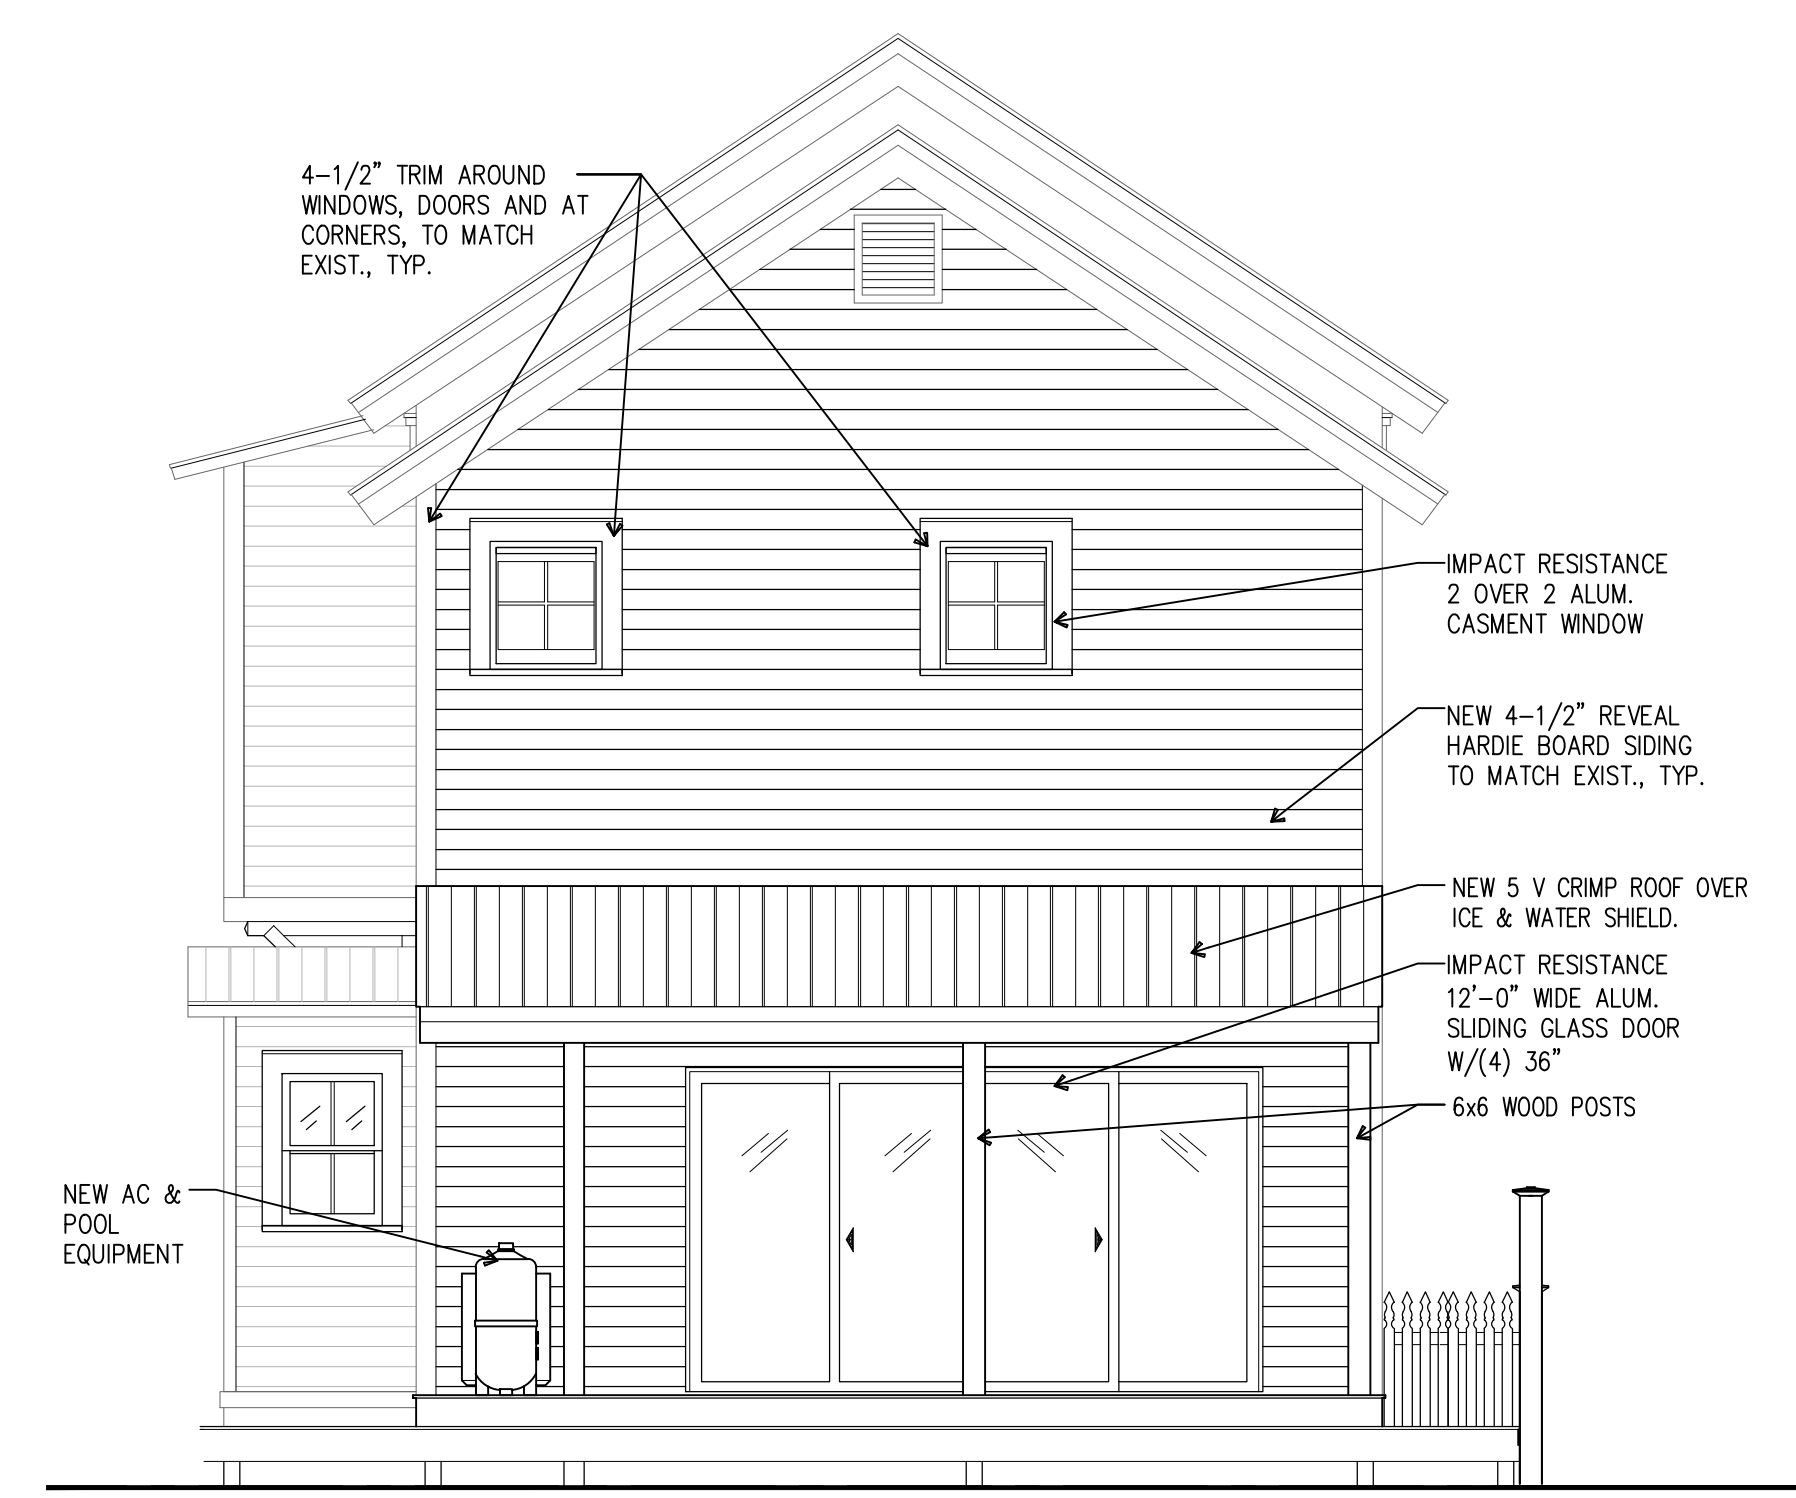 4-1/2" TRIM AROUND
WINDOWS, DOORS AND AT
CORNERS, TO MATCH
EXIST., TYP.
IMPACT RESISTANCE
2 OVER 2 ALUM.
CASMENT WINDOW
NEW 4-1/2" REVEAL
HARDIE BOARD SIDING
TO MATCH EXIST., TYP.
NEW 5 V CRIMP ROOF OVER
ICE & WATER SHIELD.
IMPACT RESISTANCE
12'-0" WIDE ALUM.
SLIDING GLASS DOOR
W/(4) 36"
6x6 WOOD POSTS
NEW AC &
POOL
EQUIPMENT